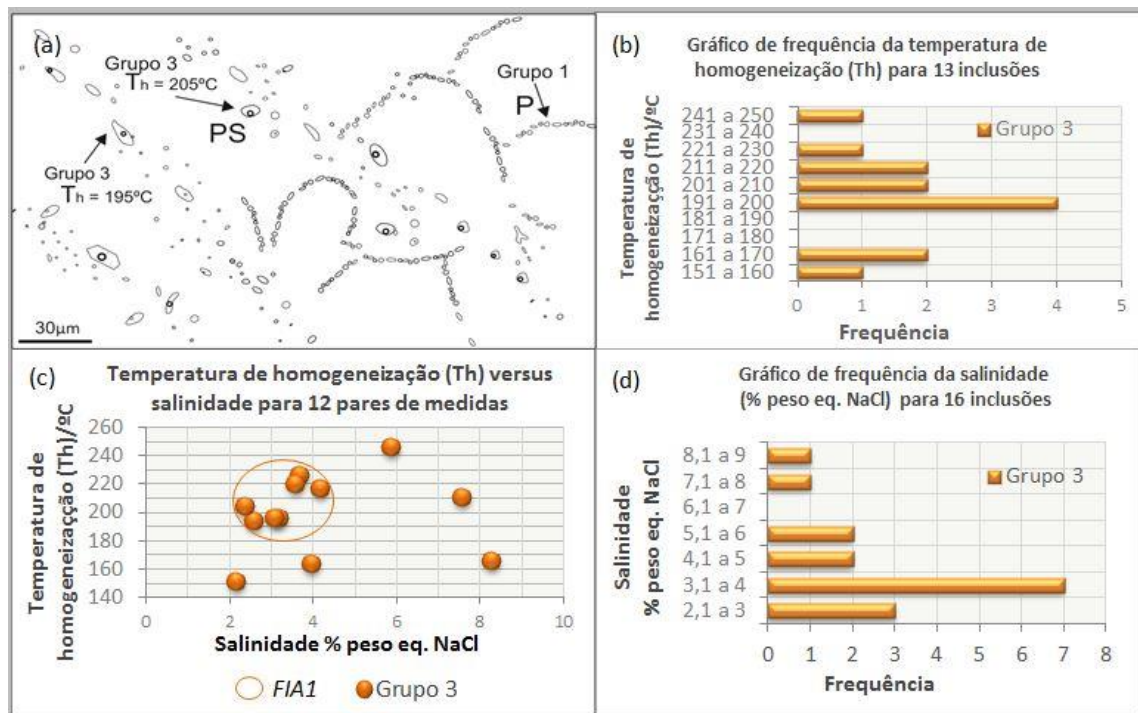 (a)
Grupo 3
Th = 205ºC
PS
Grupo 1
P
Grupo 3
Th = 195ºC
30µm
(b)
Gráfico de frequência da temperatura de
homogeneização (Th) para 13 inclusões
Temperatura de
homogeneizacção (Th)/ºC
241 a 250
231 a 240
221 a 230
211 a 220
201 a 210
191 a 200
181 a 190
171 a 180
161 a 170
151 a 160
Grupo 3
0 1 2 3 4 5
Frequência
(c)
Temperatura de homogeneização (Th) versus
salinidade para 12 pares de medidas
Temperatura de
homogeneizacção (Th)/ºC
260
240
220
200
180
160
140
0 2 4 6 8 10
Salinidade % peso eq. NaCl
FIA1 Grupo 3
(d)
Gráfico de frequência da salinidade
(% peso eq. NaCl) para 16 inclusões
Salinidade
% peso eq. NaCl
8,1 a 9
7,1 a 8
6,1 a 7
5,1 a 6
4,1 a 5
3,1 a 4
2,1 a 3
Grupo 3
0 1 2 3 4 5 6 7 8
Frequência